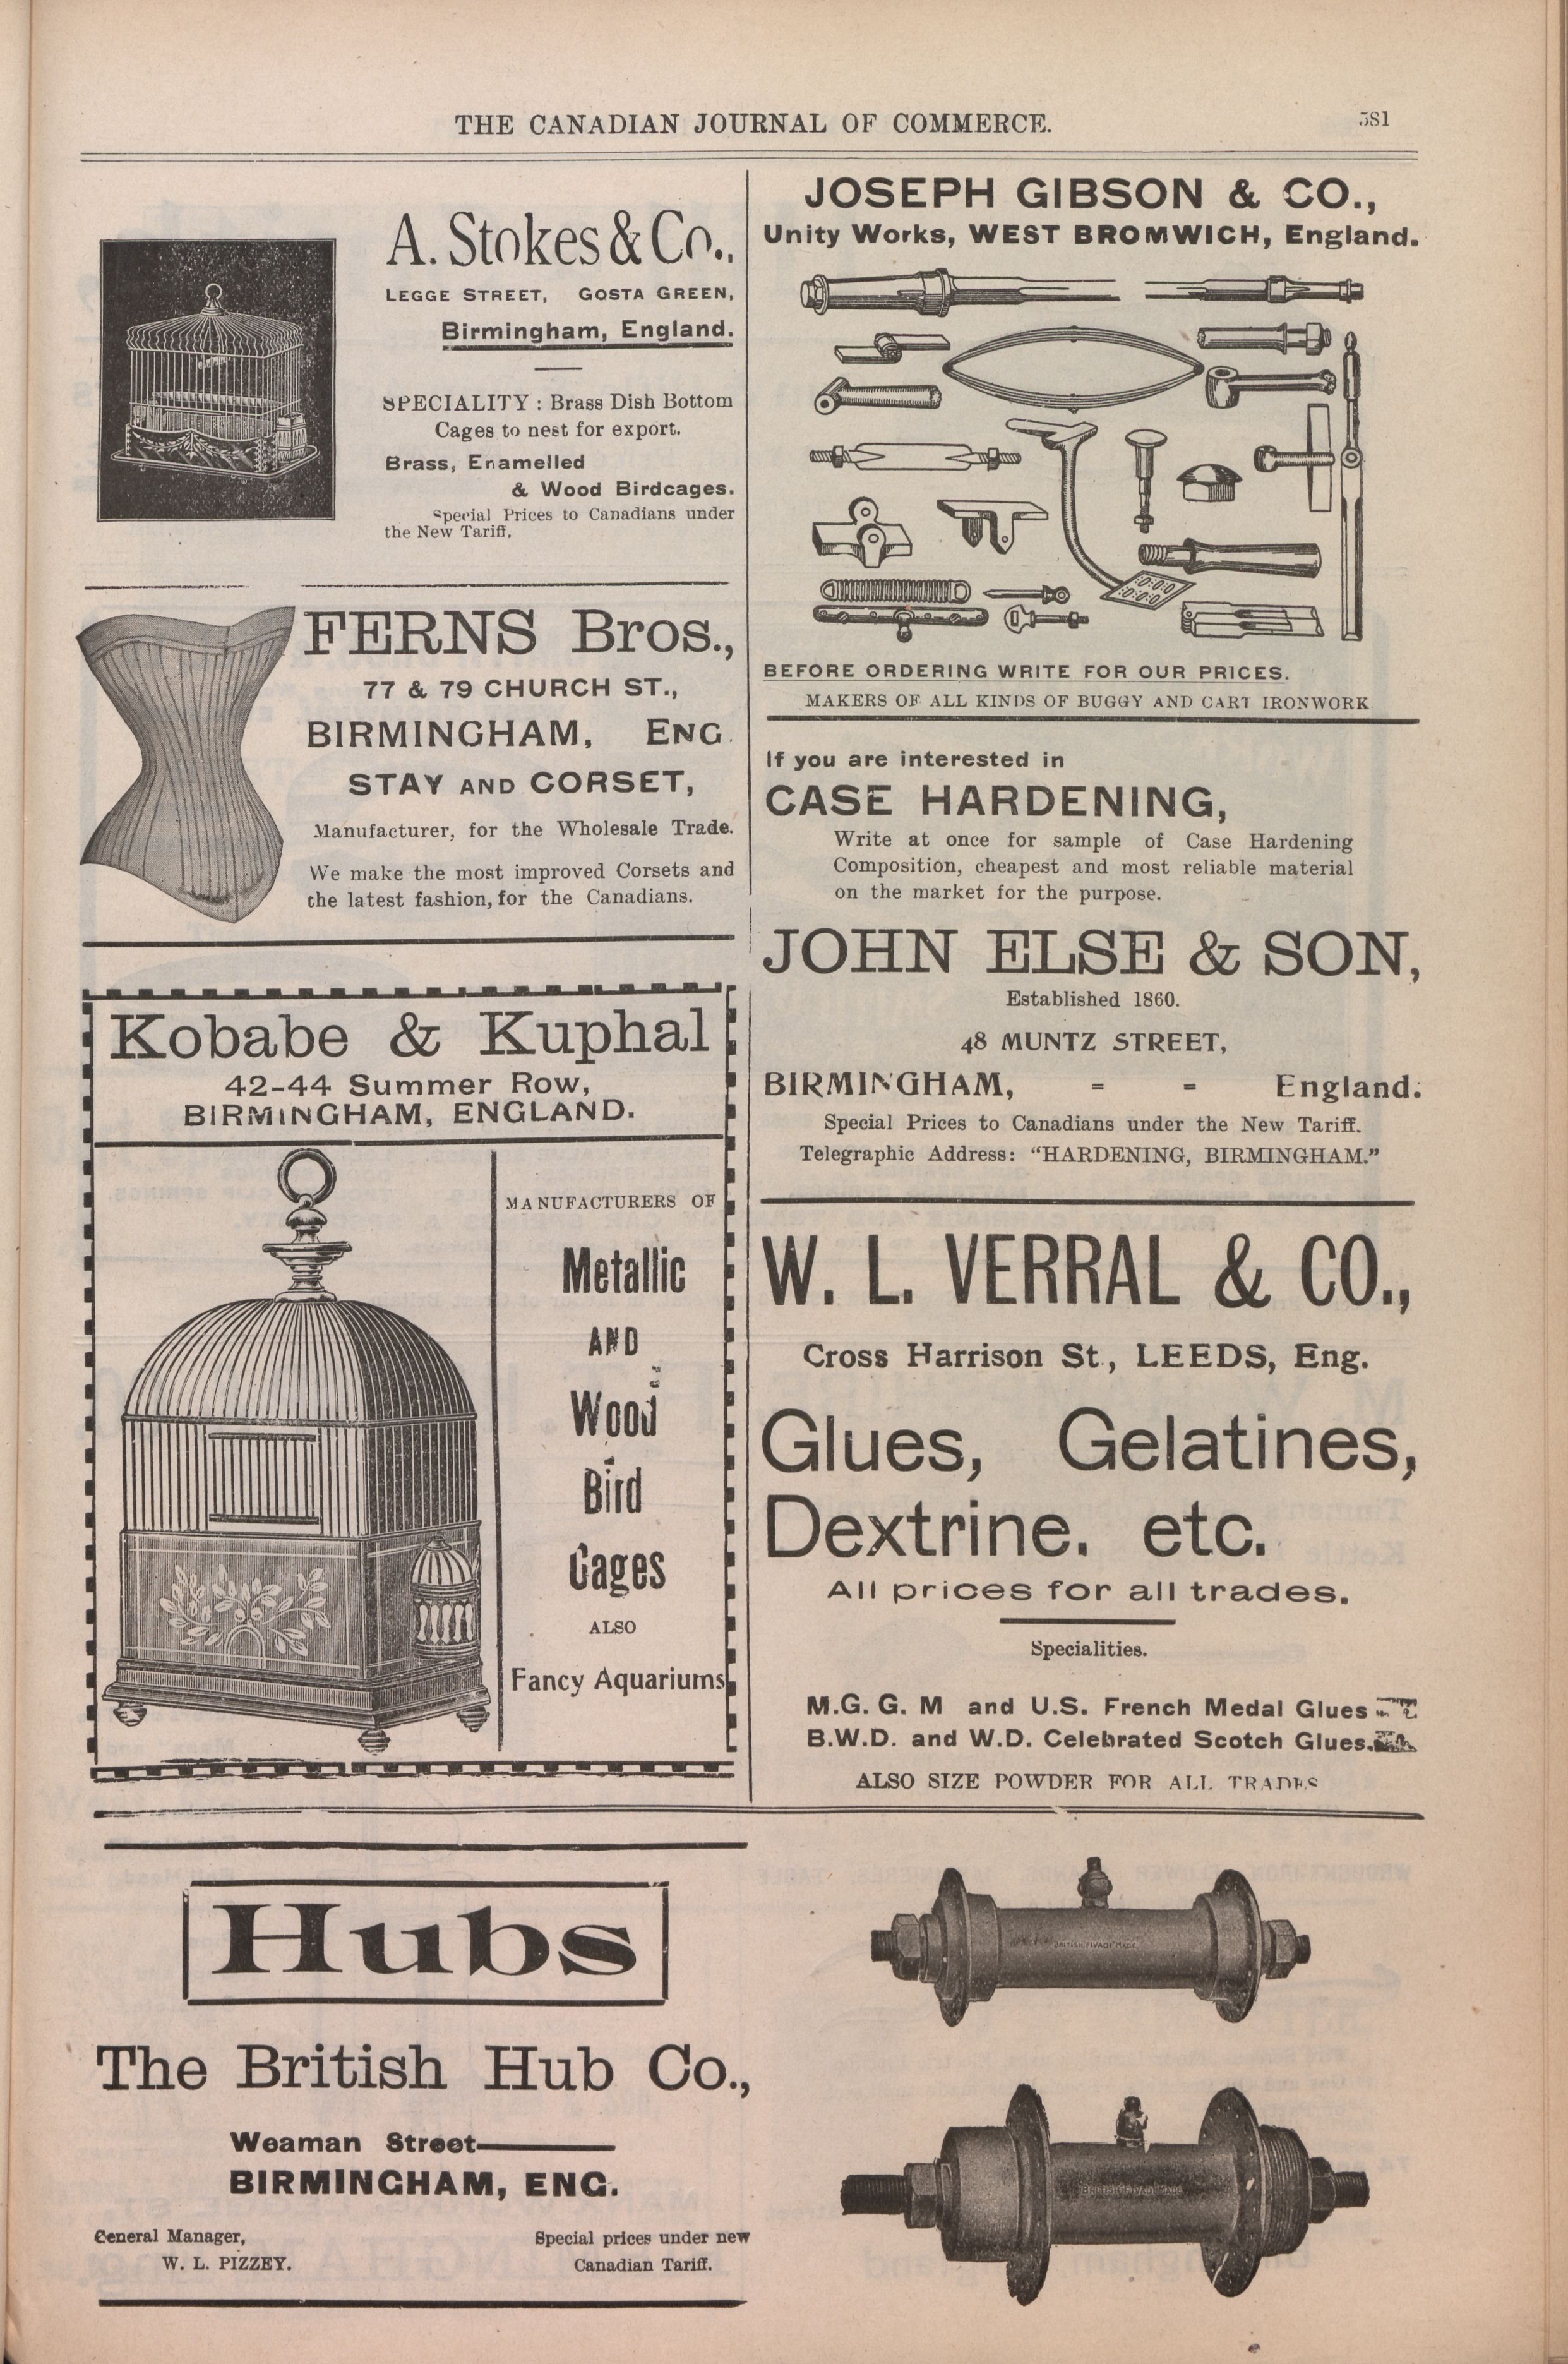 THE CANADIAN JOURNAL OF COMMERCE.
581
A. Stokes & Co.,
LEGGE STREET, GOSTA GREEN,
Birmingham, England.
SPECIALITY : Brass Dish Bottom
Cages to nest for export.
Brass, Enamelled
& Wood Birdcages.
Special Prices to Canadians under
the New Tariff.
FERNS Bros.,
77 & 79 CHURCH ST.,
BIRMINGHAM, ENG.
STAY AND CORSET,
Manufacturer, for the Wholesale Trade.
We make the most improved Corsets and
the latest fashion, for the Canadians.
Kobabe & Kuphal
42-44 Summer Row,
BIRMINGHAM, ENGLAND.
MANUFACTURERS OF
Metallic
AND
Wood
Bird
Cages
ALSO
Fancy Aquariums
JOSEPH GIBSON & CO.,
Unity Works, WEST BROMWICH, England.
BEFORE ORDERING WRITE FOR OUR PRICES.
MAKERS OF ALL KINDS OF BUGGY AND CART IRONWORK
If you are interested in
CASE HARDENING,
Write at once for sample of Case Hardening
Composition, cheapest and most reliable material
on the market for the purpose.
JOHN ELSE & SON,
Established 1860.
48 MUNTZ STREET,
BIRMINGHAM, - - England.
Special Prices to Canadians under the New Tariff.
Telegraphic Address: "HARDENING, BIRMINGHAM."
W. L. VERRAL & CO.,
Cross Harrison St., LEEDS, Eng.
Glues, Gelatines,
Dextrine. etc.
All prices for all trades.
Specialities.
M.G. G. M and U.S. French Medal Glues
B.W.D. and W.D. Celebrated Scotch Glues.
ALSO SIZE POWDER FOR ALL TRADES
Hubs
The British Hub Co.,
Weaman Street
BIRMINGHAM, ENG.
General Manager,
W. L. PIZZEY.
Special prices under new
Canadian Tariff.